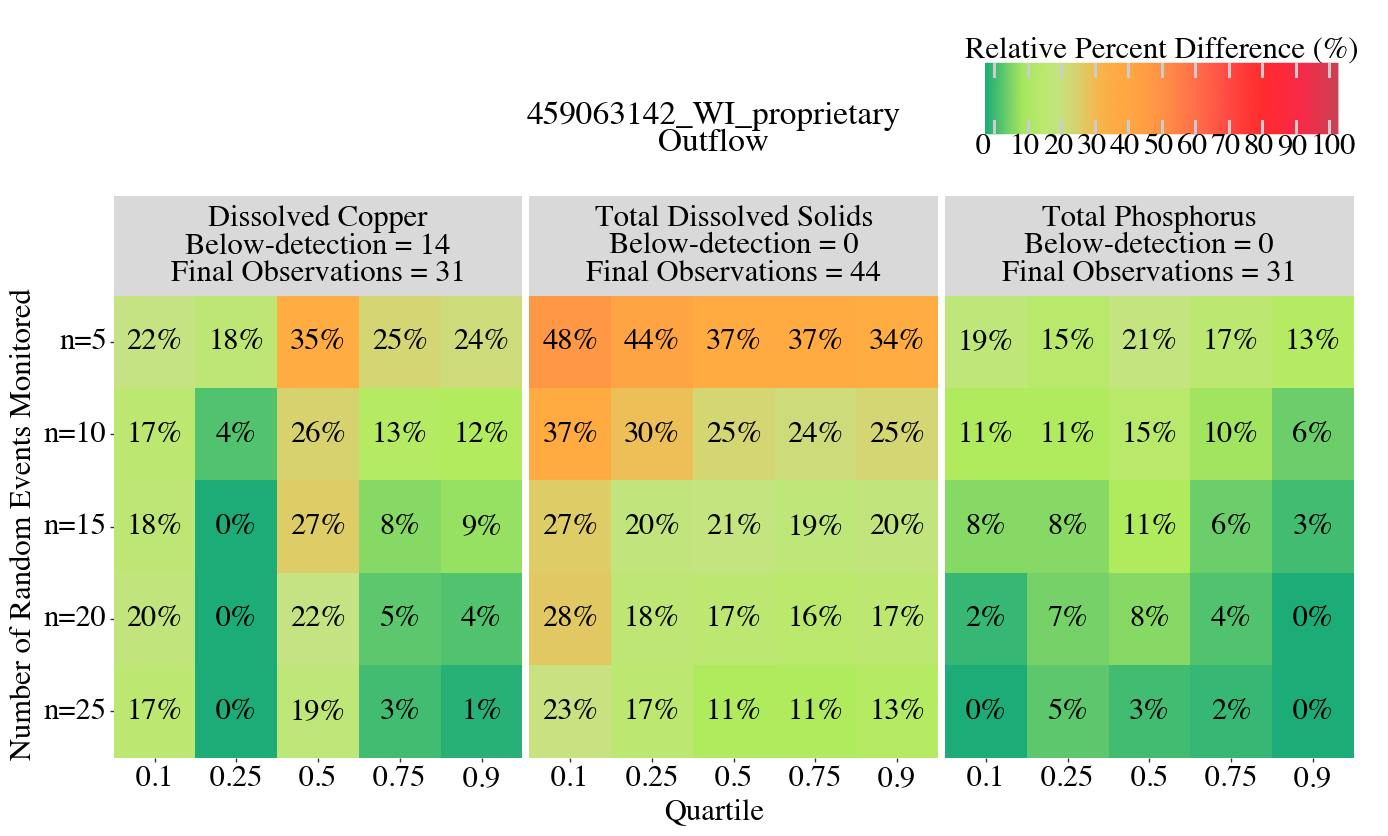 Relative Percent Difference (%)
0 10 20 30 40 50 60 70 80 90 100
459063142_WI_proprietary
Outflow
Dissolved Copper
Below-detection = 14
Final Observations = 31
Total Dissolved Solids
Below-detection = 0
Final Observations = 44
Total Phosphorus
Below-detection = 0
Final Observations = 31
Number of Random Events Monitored
n=5 22% 18% 35% 25% 24% 48% 44% 37% 37% 34% 19% 15% 21% 17% 13%
n=10 17% 4% 26% 13% 12% 37% 30% 25% 24% 25% 11% 11% 15% 10% 6%
n=15 18% 0% 27% 8% 9% 27% 20% 21% 19% 20% 8% 8% 11% 6% 3%
n=20 20% 0% 22% 5% 4% 28% 18% 17% 16% 17% 2% 7% 8% 4% 0%
n=25 17% 0% 19% 3% 1% 23% 17% 11% 11% 13% 0% 5% 3% 2% 0%
0.1 0.25 0.5 0.75 0.9 0.1 0.25 0.5 0.75 0.9 0.1 0.25 0.5 0.75 0.9
Quartile